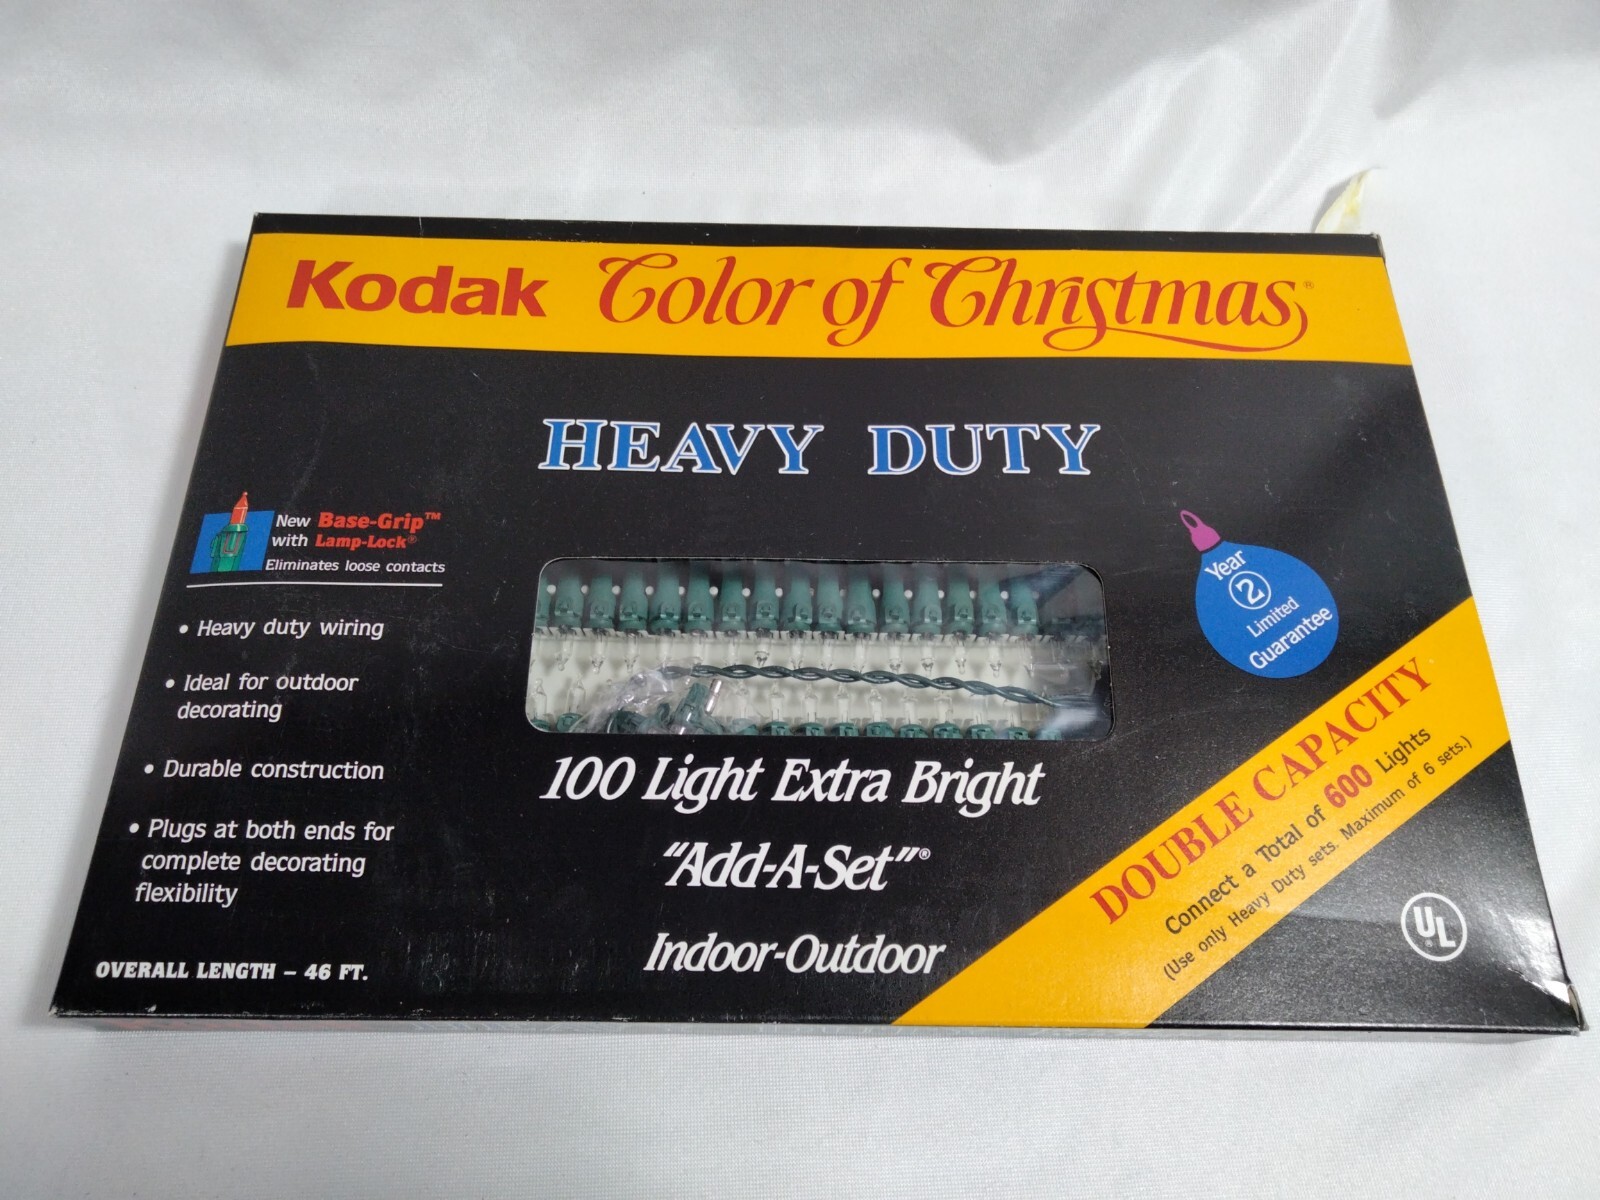 Kodak Color of Christmas®
HEAVY DUTY
New Base-Grip™
with Lamp-Lock®
Eliminates loose contacts
• Heavy duty wiring
• Ideal for outdoor
decorating
• Durable construction
• Plugs at both ends for
complete decorating
flexibility
OVERALL LENGTH – 46 FT.
100 Light Extra Bright
"Add-A-Set"®
Indoor-Outdoor
Year
2
Limited
Guarantee
DOUBLE CAPACITY
Connect a Total of 600 Lights
(Use only Heavy Duty sets. Maximum of 6 sets.)
UL®